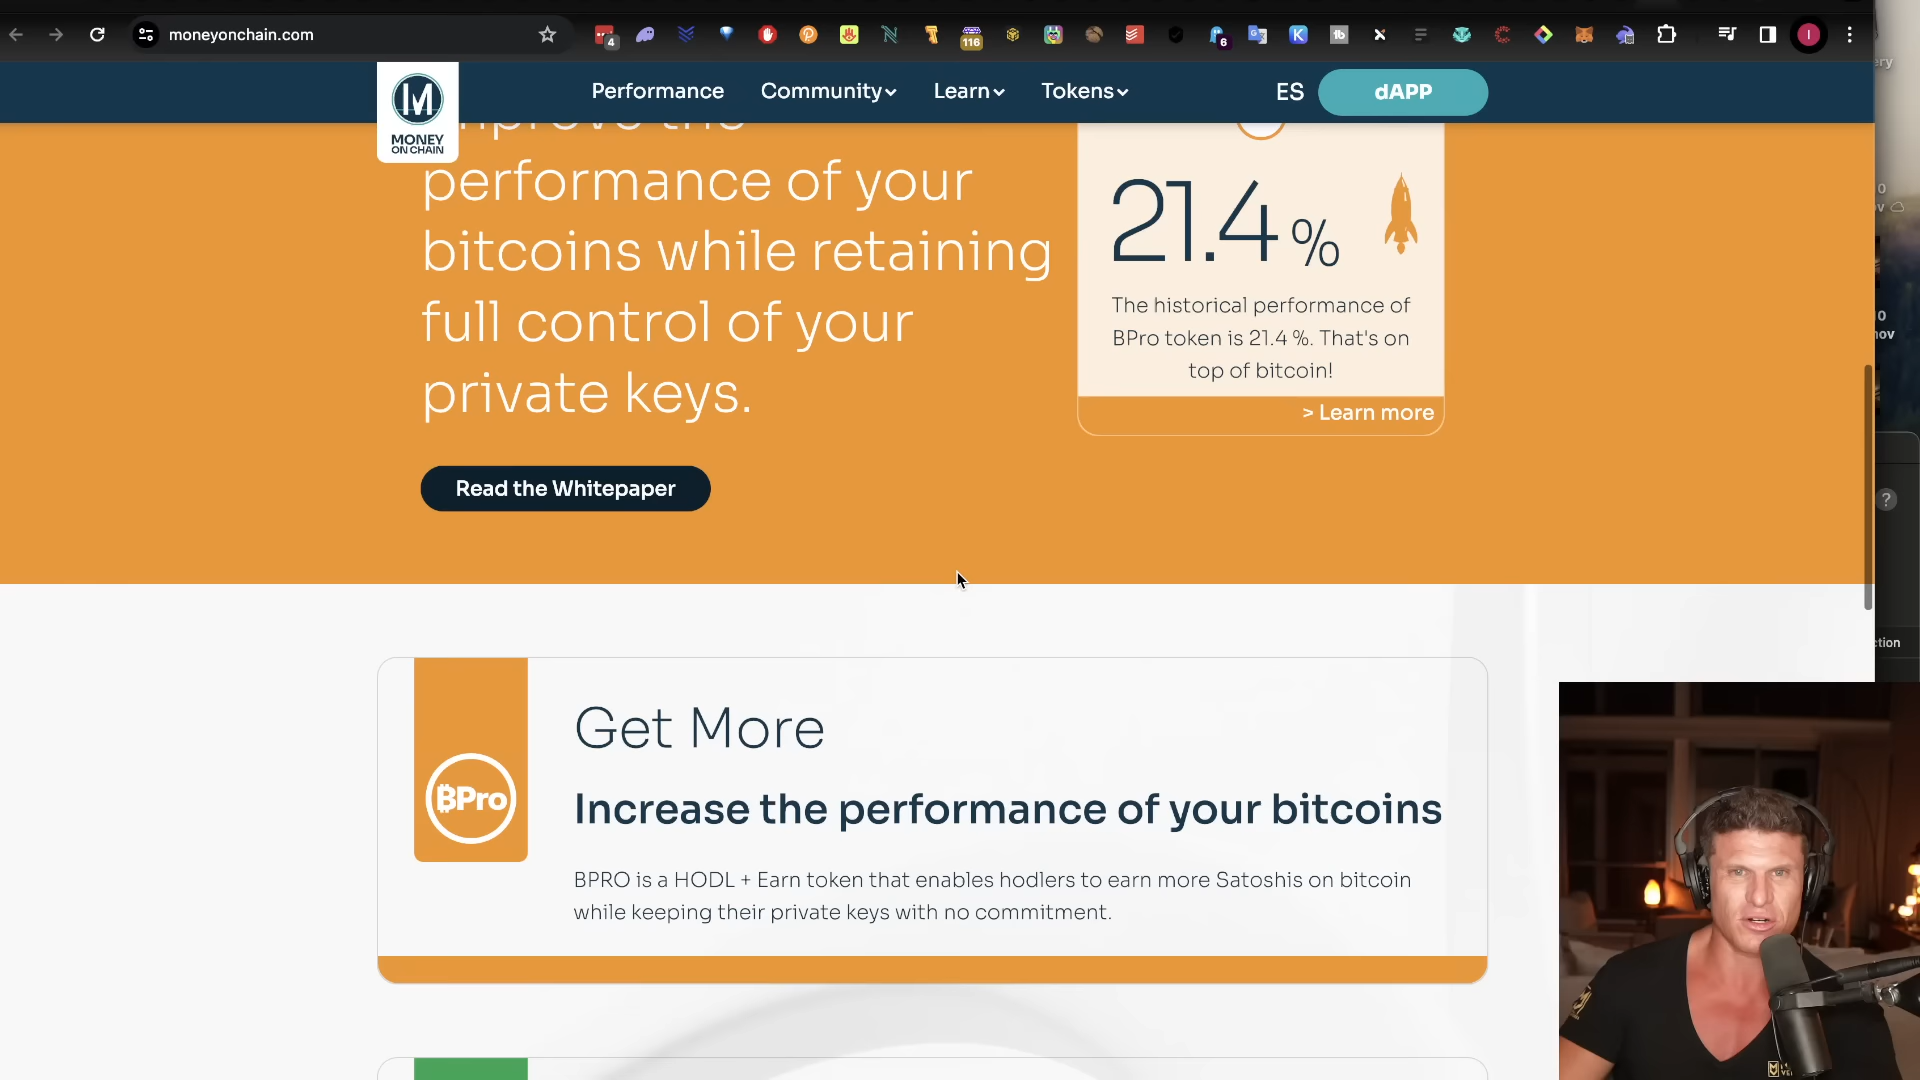 moneyonchain.com
4
116
6
MONEY
ON CHAIN
Performance
Community
Learn
Tokens
ES
dAPP
performance of your
bitcoins while retaining
full control of your
private keys.
Read the Whitepaper
21.4 %
The historical performance of
BPro token is 21.4 %. That's on
top of bitcoin!
> Learn more
BPro
Get More
Increase the performance of your bitcoins
BPRO is a HODL + Earn token that enables hodlers to earn more Satoshis on bitcoin
while keeping their private keys with no commitment.